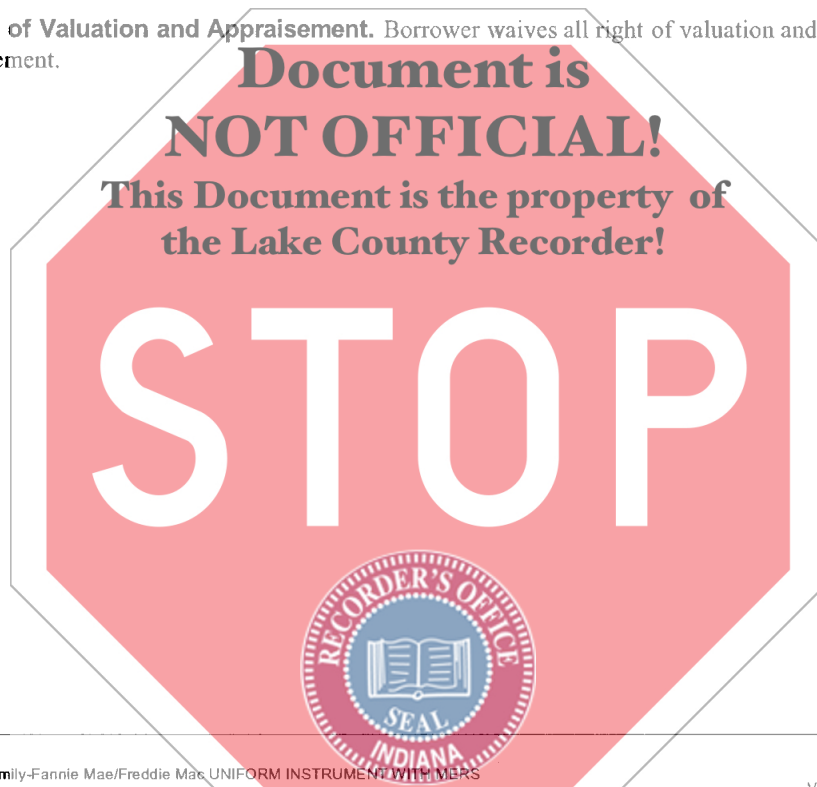 of Valuation and Appraisement. Borrower waives all right of valuation and
ement.
Document is
NOT OFFICIAL!
This Document is the property of
the Lake County Recorder!
STOP
RECORDER'S OFFICE
SEAL
INDIANA
mily-Fannie Mae/Freddie Mac UNIFORM INSTRUMENT WITH MERS